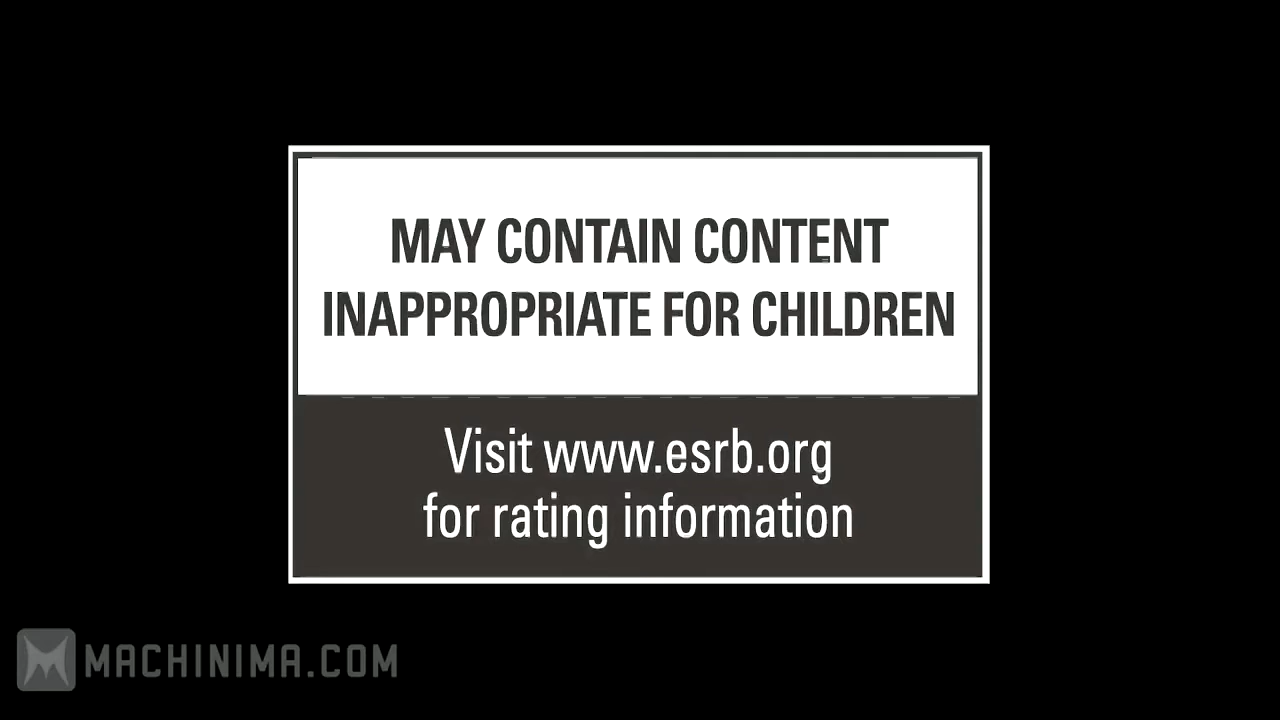 MAY CONTAIN CONTENT
INAPPROPRIATE FOR CHILDREN
Visit www.esrb.org
for rating information
MACHINIMA.COM